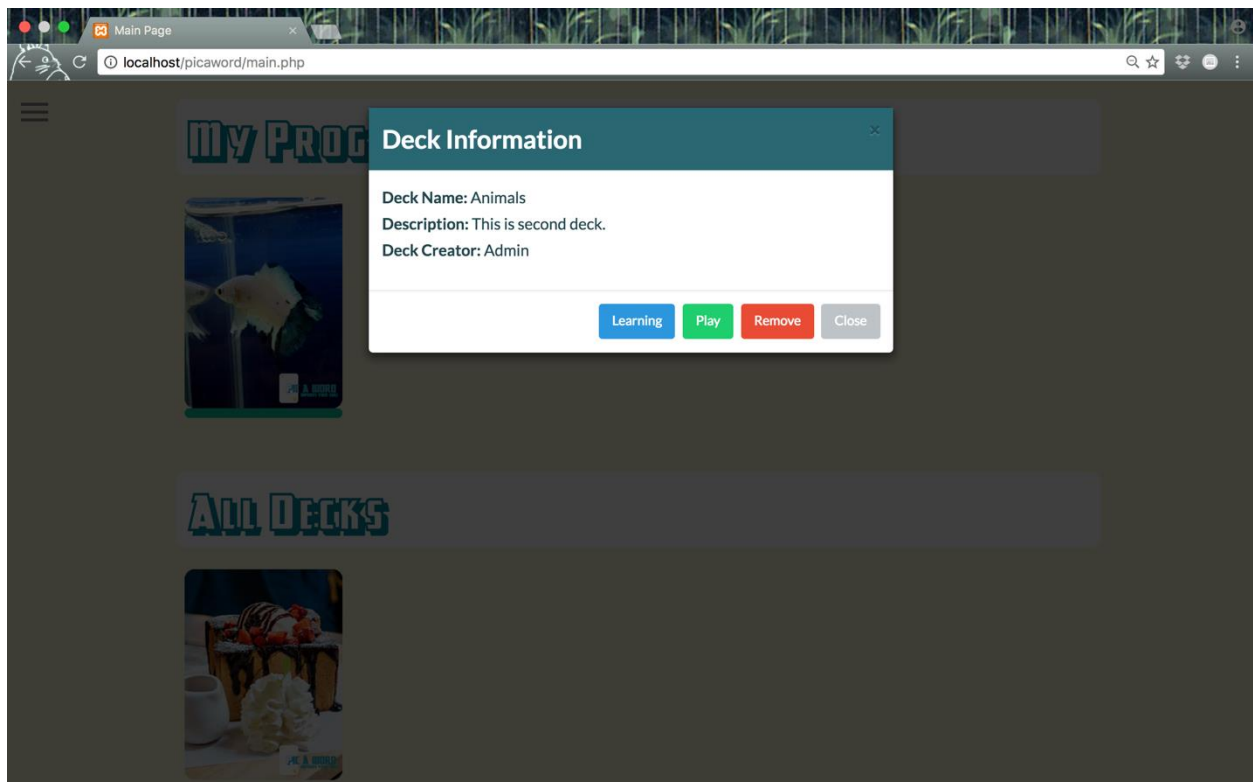 Main Page
localhost/picaword/main.php
My Prog
Deck Information
Deck Name: Animals
Description: This is second deck.
Deck Creator: Admin
Learning Play Remove Close
All Decks